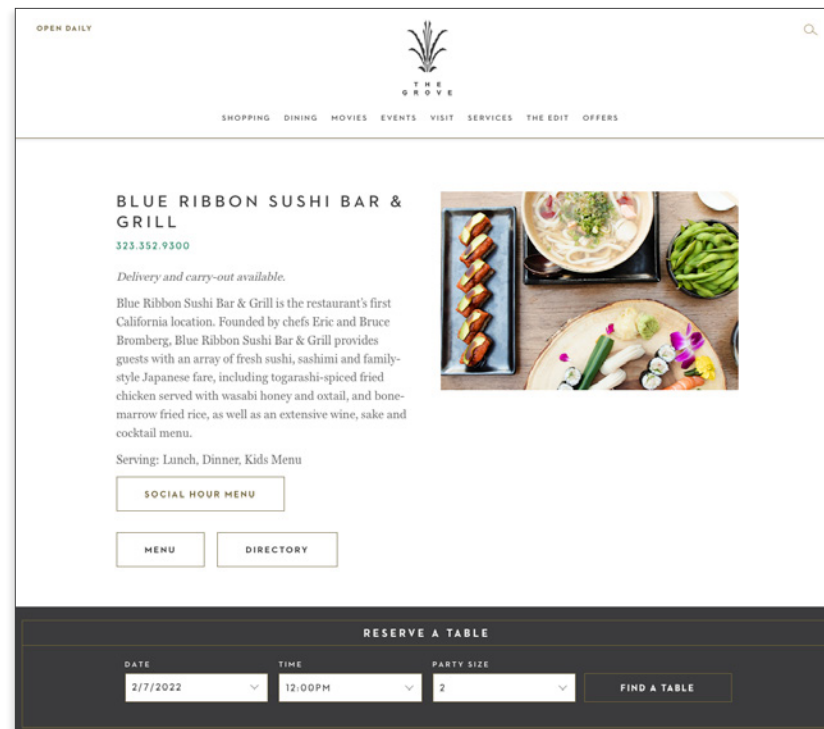 OPEN DAILY
THE
GROVE
SHOPPING DINING MOVIES EVENTS VISIT SERVICES THE EDIT OFFERS
BLUE RIBBON SUSHI BAR &
GRILL
323.352.9300
Delivery and carry-out available.
Blue Ribbon Sushi Bar & Grill is the restaurant's first
California location. Founded by chefs Eric and Bruce
Bromberg, Blue Ribbon Sushi Bar & Grill provides
guests with an array of fresh sushi, sashimi and family-
style Japanese fare, including togarashi-spiced fried
chicken served with wasabi honey and oxtail, and bone-
marrow fried rice, as well as an extensive wine, sake and
cocktail menu.
Serving: Lunch, Dinner, Kids Menu
SOCIAL HOUR MENU
MENU DIRECTORY
RESERVE A TABLE
DATE TIME PARTY SIZE
2/7/2022 12:00PM 2 FIND A TABLE